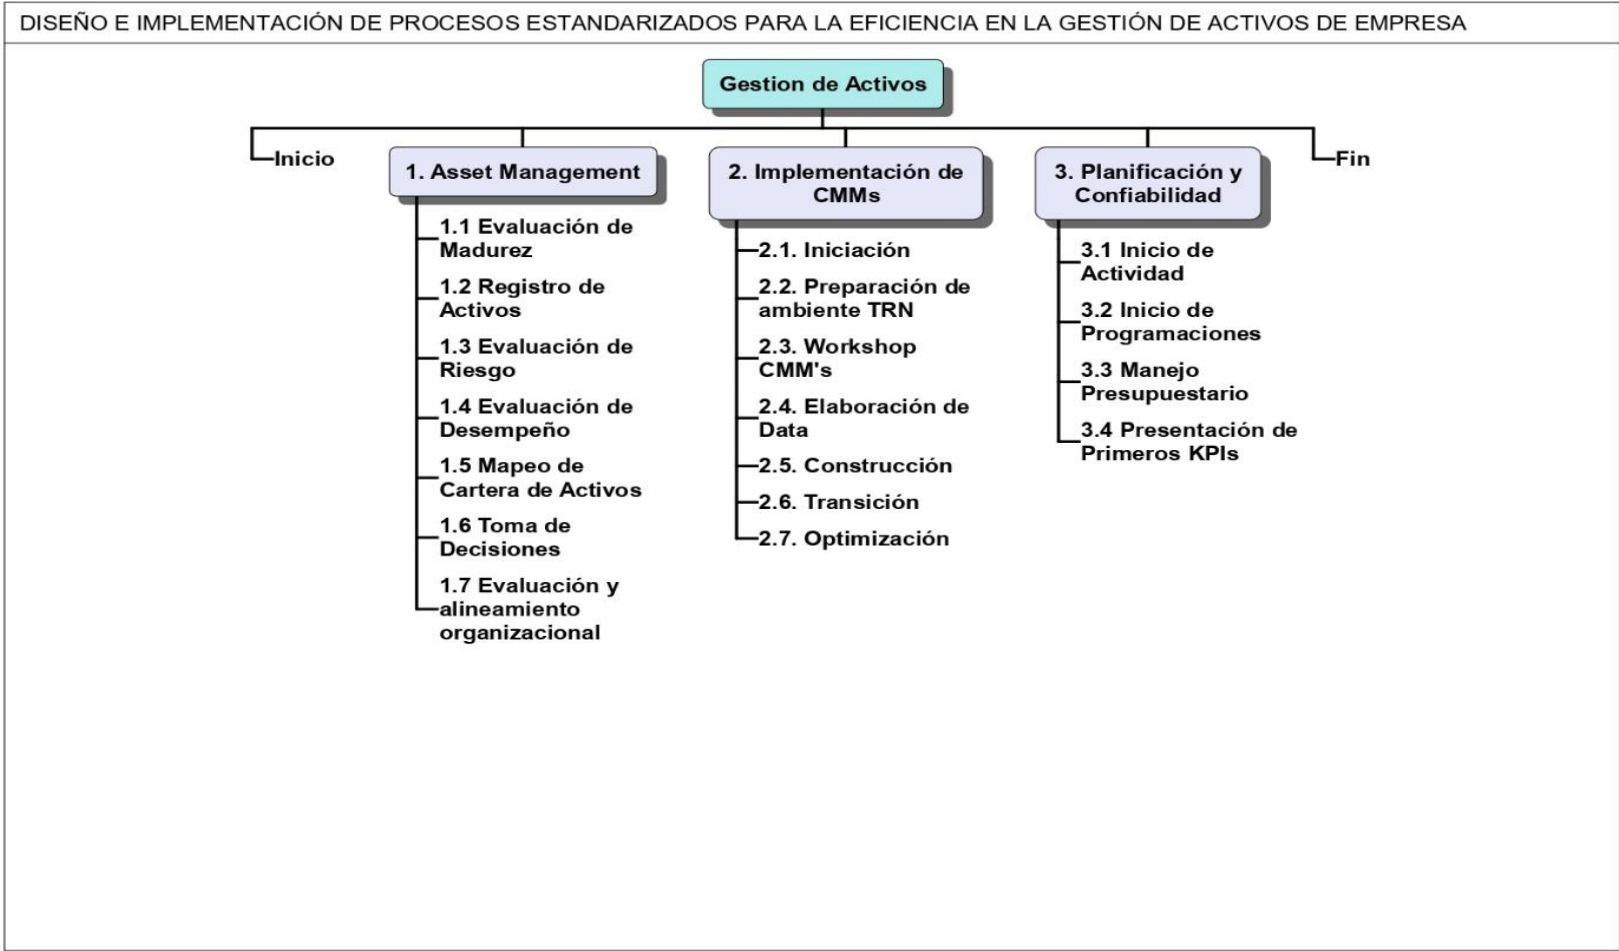 DISEÑO E IMPLEMENTACIÓN DE PROCESOS ESTANDARIZADOS PARA LA EFICIENCIA EN LA GESTIÓN DE ACTIVOS DE EMPRESA
Gestion de Activos
Inicio
1. Asset Management
1.1 Evaluación de
Madurez
1.2 Registro de
Activos
1.3 Evaluación de
Riesgo
1.4 Evaluación de
Desempeño
1.5 Mapeo de
Cartera de Activos
1.6 Toma de
Decisiones
1.7 Evaluación y
alineamiento
organizacional
2. Implementación de
CMMs
2.1. Iniciación
2.2. Preparación de
ambiente TRN
2.3. Workshop
CMM's
2.4. Elaboración de
Data
2.5. Construcción
2.6. Transición
2.7. Optimización
3. Planificación y
Confiabilidad
3.1 Inicio de
Actividad
3.2 Inicio de
Programaciones
3.3 Manejo
Presupuestario
3.4 Presentación de
Primeros KPIs
Fin